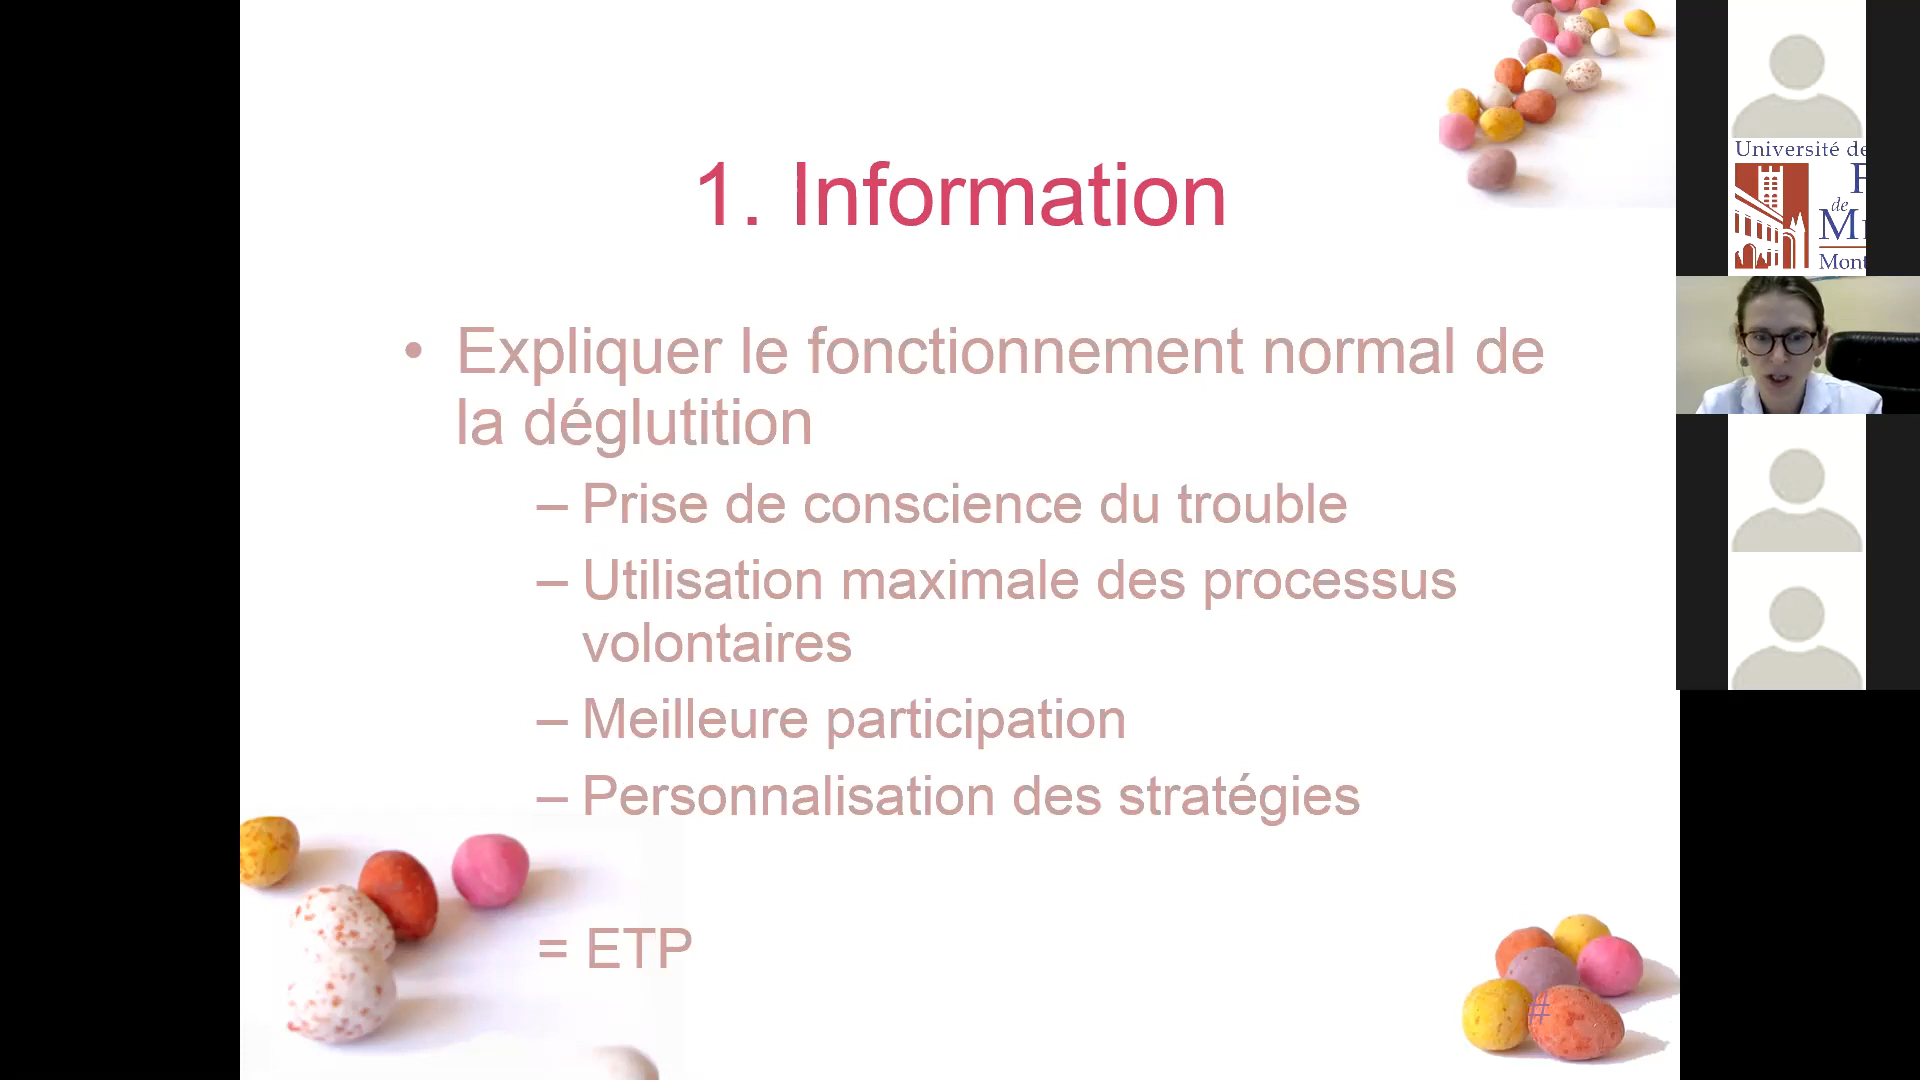 1. Information
• Expliquer le fonctionnement normal de
la déglutition
– Prise de conscience du trouble
– Utilisation maximale des processus
volontaires
– Meilleure participation
– Personnalisation des stratégies
= ETP
#
Université de
de
Mont